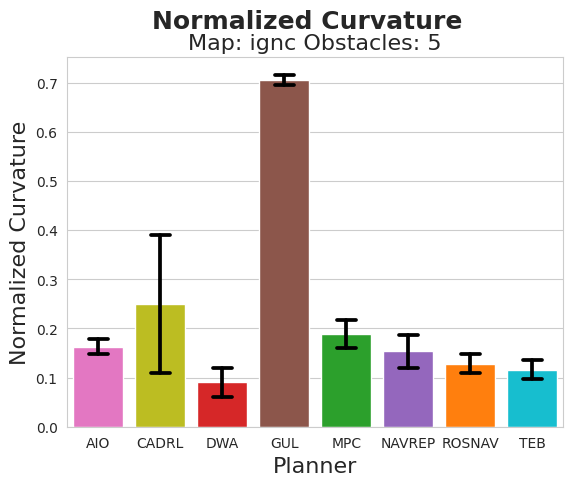 Normalized Curvature
Map: ignc Obstacles: 5
Normalized Curvature
0.7
0.6
0.5
0.4
0.3
0.2
0.1
0.0
AIO CADRL DWA GUL MPC NAVREP ROSNAV TEB
Planner